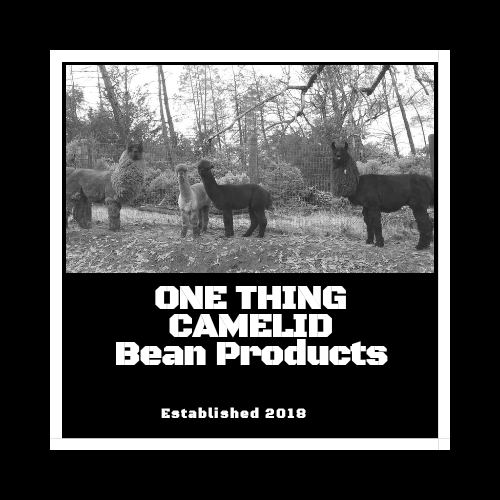 ONE THING
CAMELID
Bean Products
Established 2018